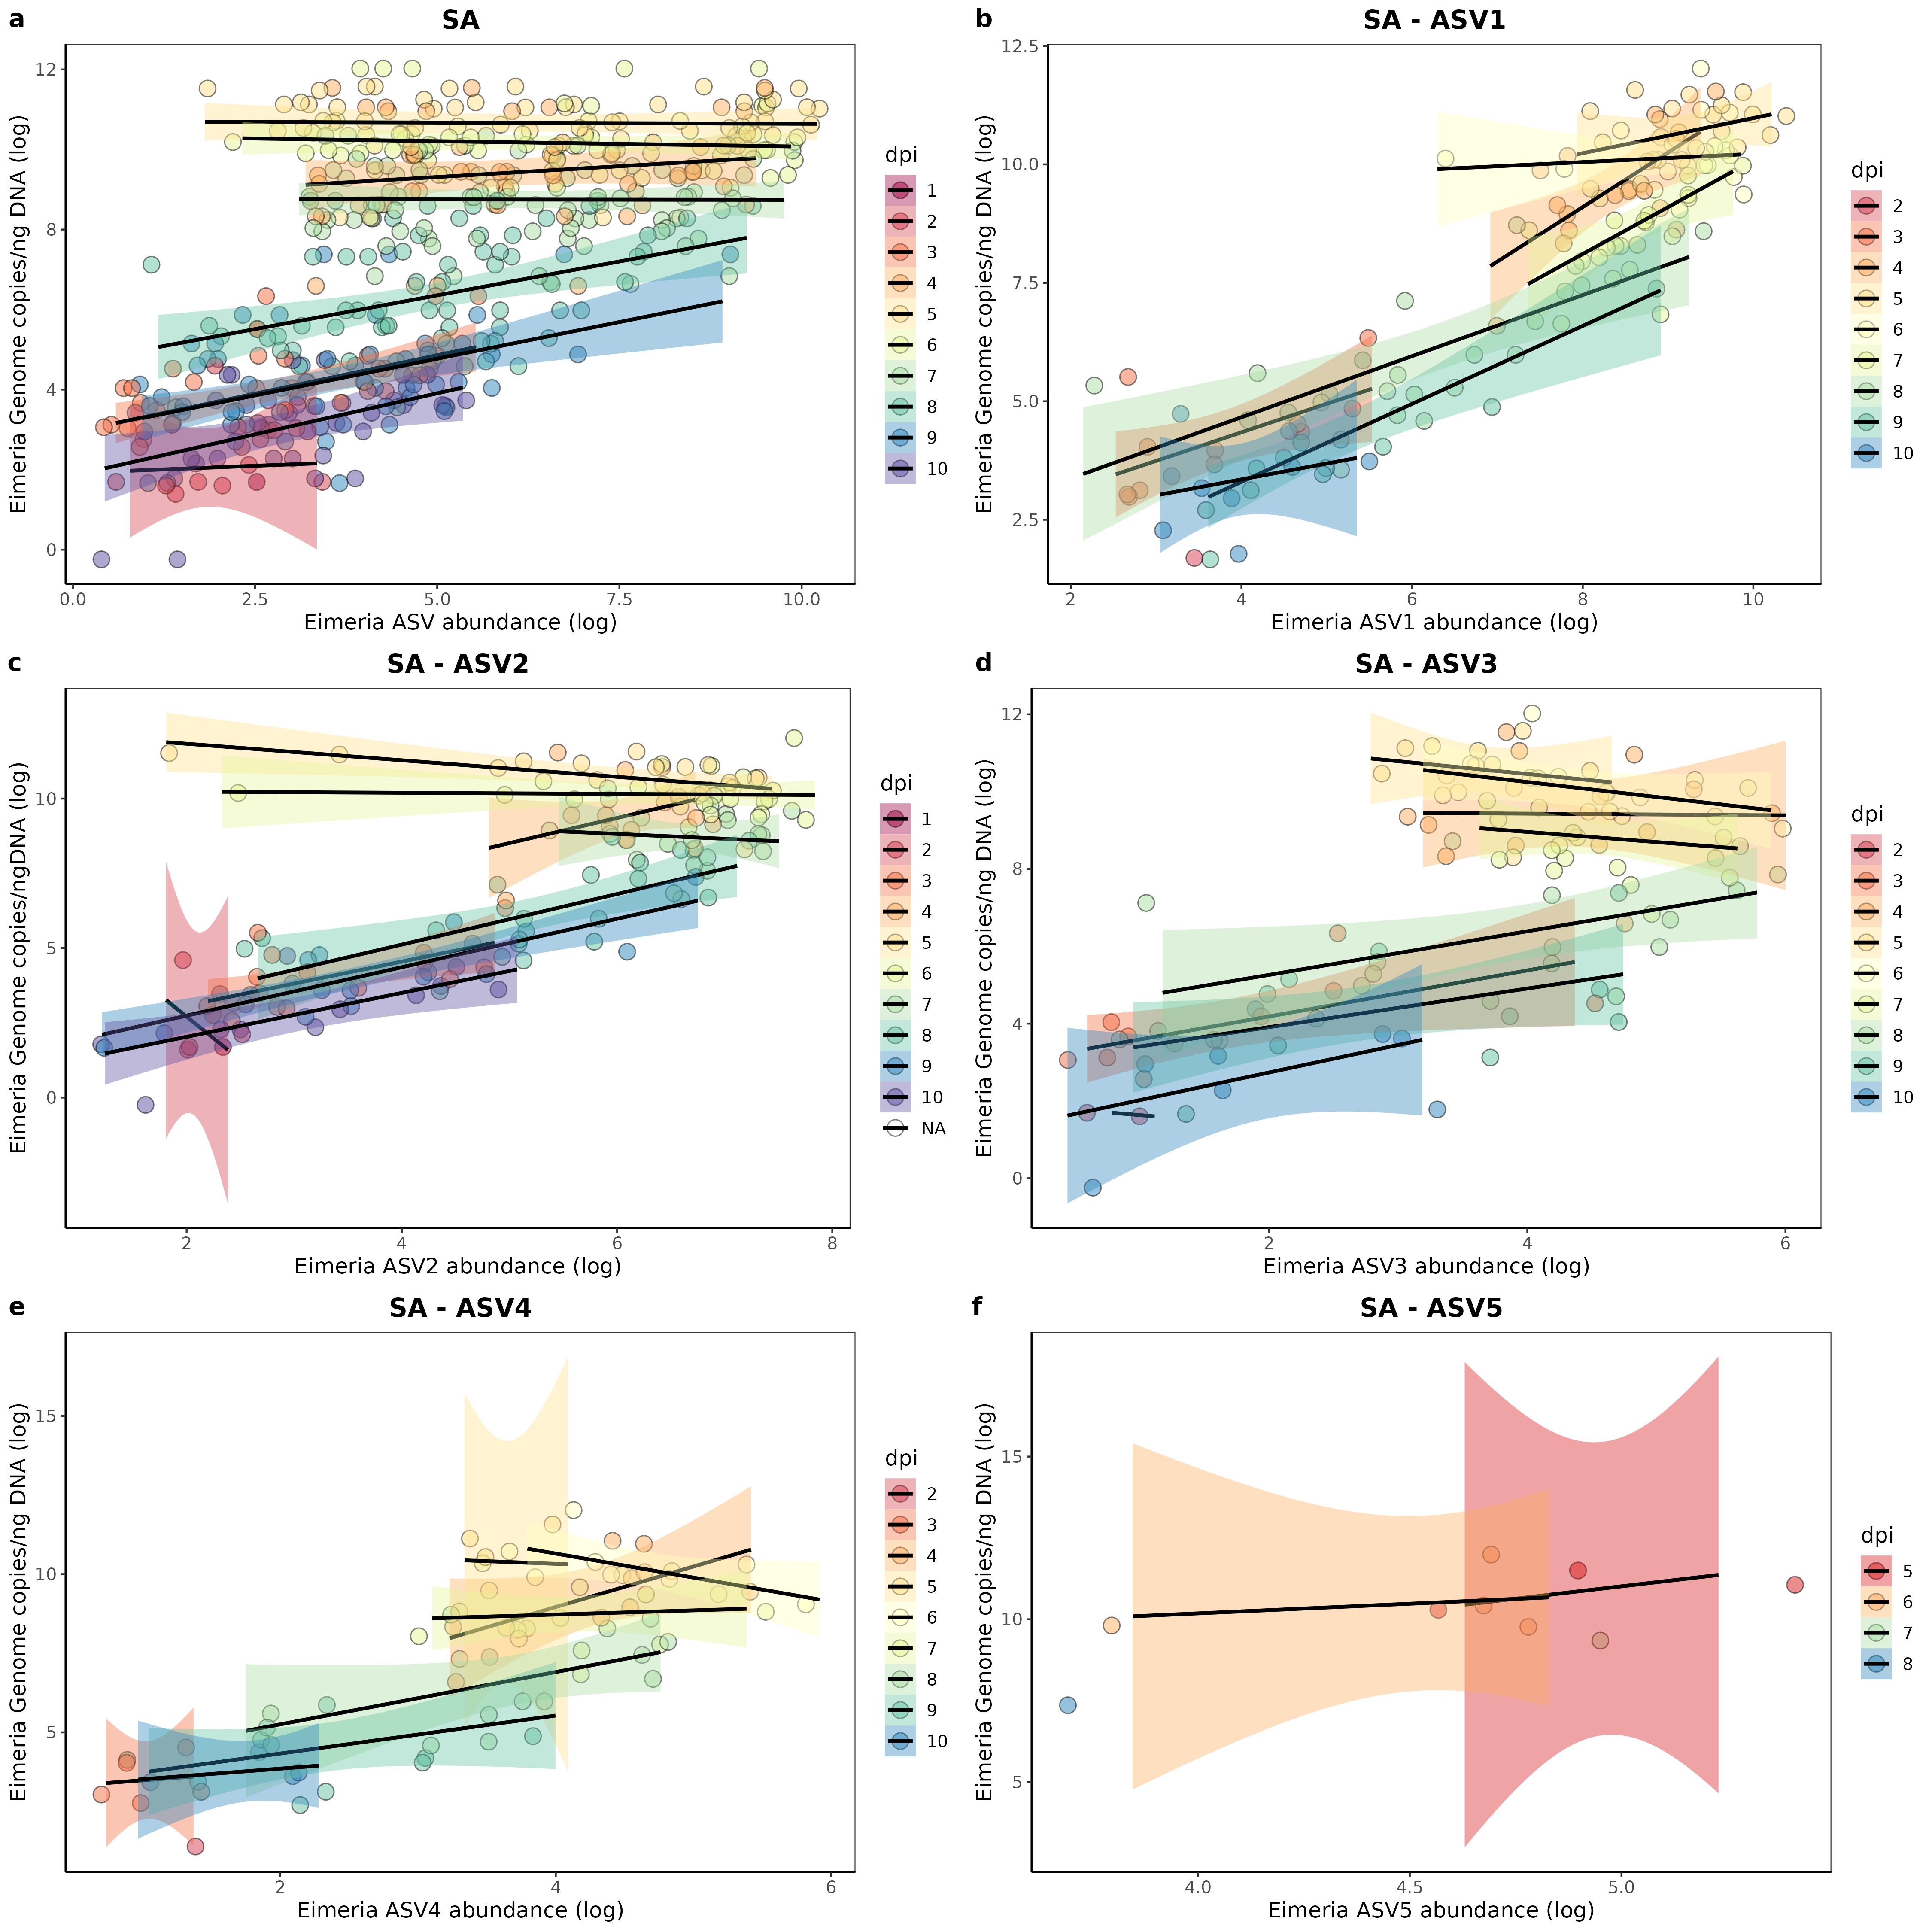 a
SA
Eimeria Genome copies/ng DNA (log)
12
8
4
0
0.0 2.5 5.0 7.5 10.0
Eimeria ASV abundance (log)
dpi
1
2
3
4
5
6
7
8
9
10
b
SA - ASV1
Eimeria Genome copies/ng DNA (log)
12.5
10.0
7.5
5.0
2.5
2 4 6 8 10
Eimeria ASV1 abundance (log)
dpi
2
3
4
5
6
7
8
9
10
c
SA - ASV2
Eimeria Genome copies/ngDNA (log)
10
5
0
2 4 6 8
Eimeria ASV2 abundance (log)
dpi
1
2
3
4
5
6
7
8
9
10
NA
d
SA - ASV3
Eimeria Genome copies/ng DNA (log)
12
8
4
0
2 4 6
Eimeria ASV3 abundance (log)
dpi
2
3
4
5
6
7
8
9
10
e
SA - ASV4
Eimeria Genome copies/ng DNA (log)
15
10
5
2 4 6
Eimeria ASV4 abundance (log)
dpi
2
3
4
5
6
7
8
9
10
f
SA - ASV5
Eimeria Genome copies/ng DNA (log)
15
10
5
4.0 4.5 5.0
Eimeria ASV5 abundance (log)
dpi
5
6
7
8